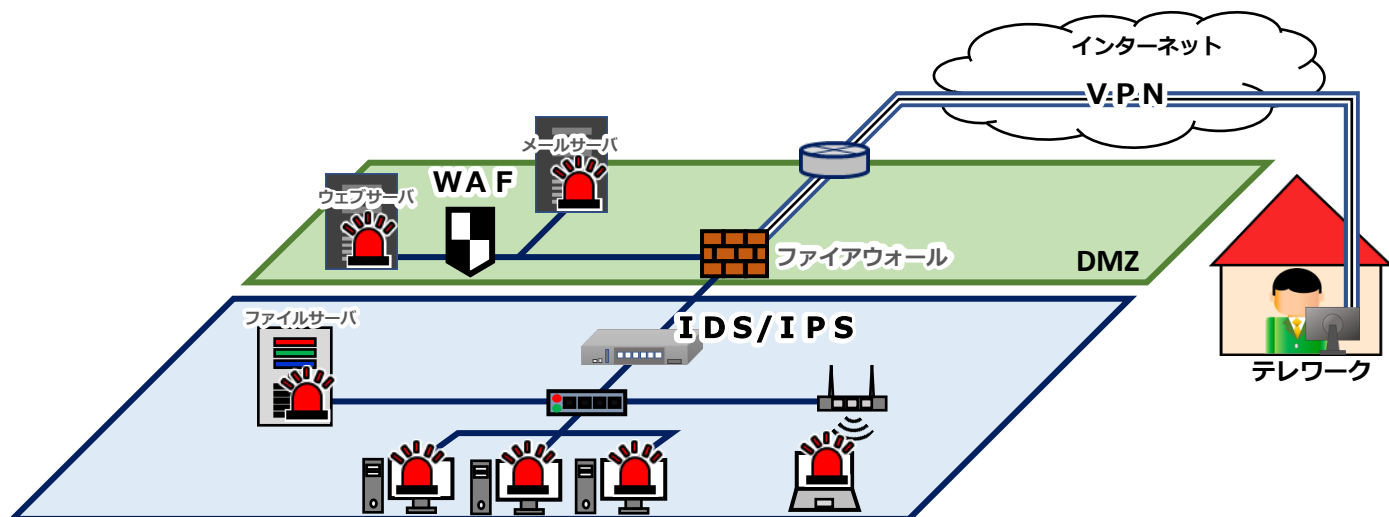 インターネット
ＶＰＮ
メールサーバ
ＷＡＦ
ウェブサーバ
ファイアウォール
DMZ
ファイルサーバ
ＩＤＳ/ＩＰＳ
テレワーク